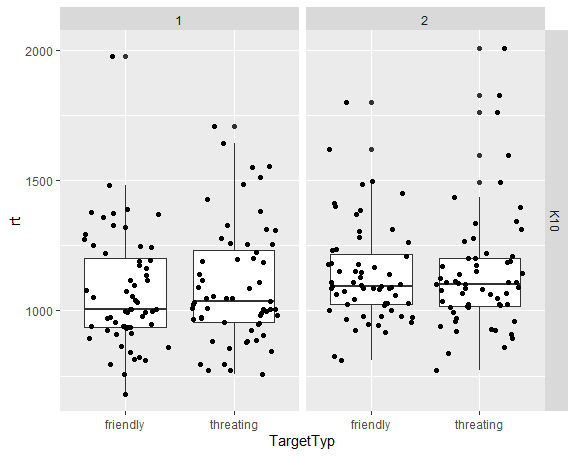 1
2
2000
1500
1000
rt
K10
friendly
threating
friendly
threating
TargetTyp